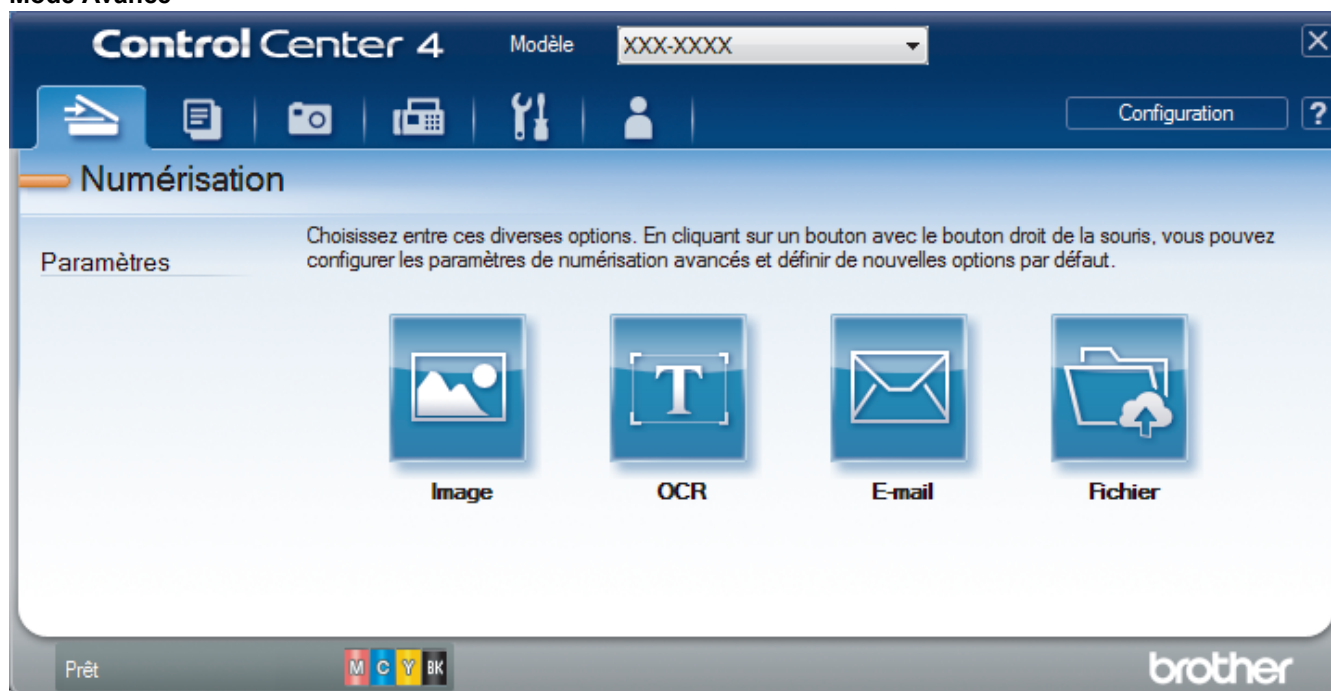 Mode Avancé
Control Center 4 Modèle XXX-XXXX X
Configuration ?
Numérisation
Paramètres
Choisissez entre ces diverses options. En cliquant sur un bouton avec le bouton droit de la souris, vous pouvez
configurer les paramètres de numérisation avancés et définir de nouvelles options par défaut.
T
Image OCR E-mail Fichier
Prêt M C Y BK brother